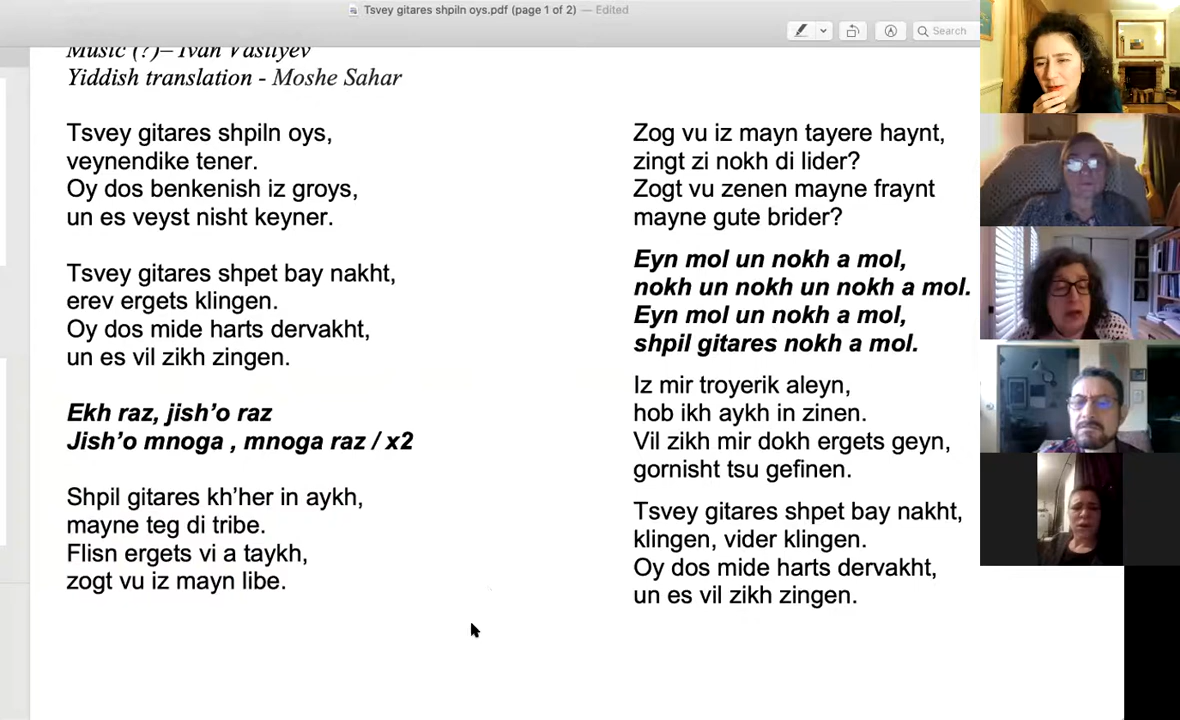 Tsvey gitares shpiln oys.pdf (page 1 of 2) — Edited
Search
Music (?)– Ivan Vasilyev
Yiddish translation - Moshe Sahar
Tsvey gitares shpiln oys,
veynendike tener.
Oy dos benkenish iz groys,
un es veyst nisht keyner.
Tsvey gitares shpet bay nakht,
erev ergets klingen.
Oy dos mide harts dervakht,
un es vil zikh zingen.
Ekh raz, jish’o raz
Jish’o mnoga , mnoga raz / x2
Shpil gitares kh’her in aykh,
mayne teg di tribe.
Flisn ergets vi a taykh,
zogt vu iz mayn libe.
Zog vu iz mayn tayere haynt,
zingt zi nokh di lider?
Zogt vu zenen mayne fraynt
mayne gute brider?
Eyn mol un nokh a mol,
nokh un nokh un nokh a mol.
Eyn mol un nokh a mol,
shpil gitares nokh a mol.
Iz mir troyerik aleyn,
hob ikh aykh in zinen.
Vil zikh mir dokh ergets geyn,
gornisht tsu gefinen.
Tsvey gitares shpet bay nakht,
klingen, vider klingen.
Oy dos mide harts dervakht,
un es vil zikh zingen.